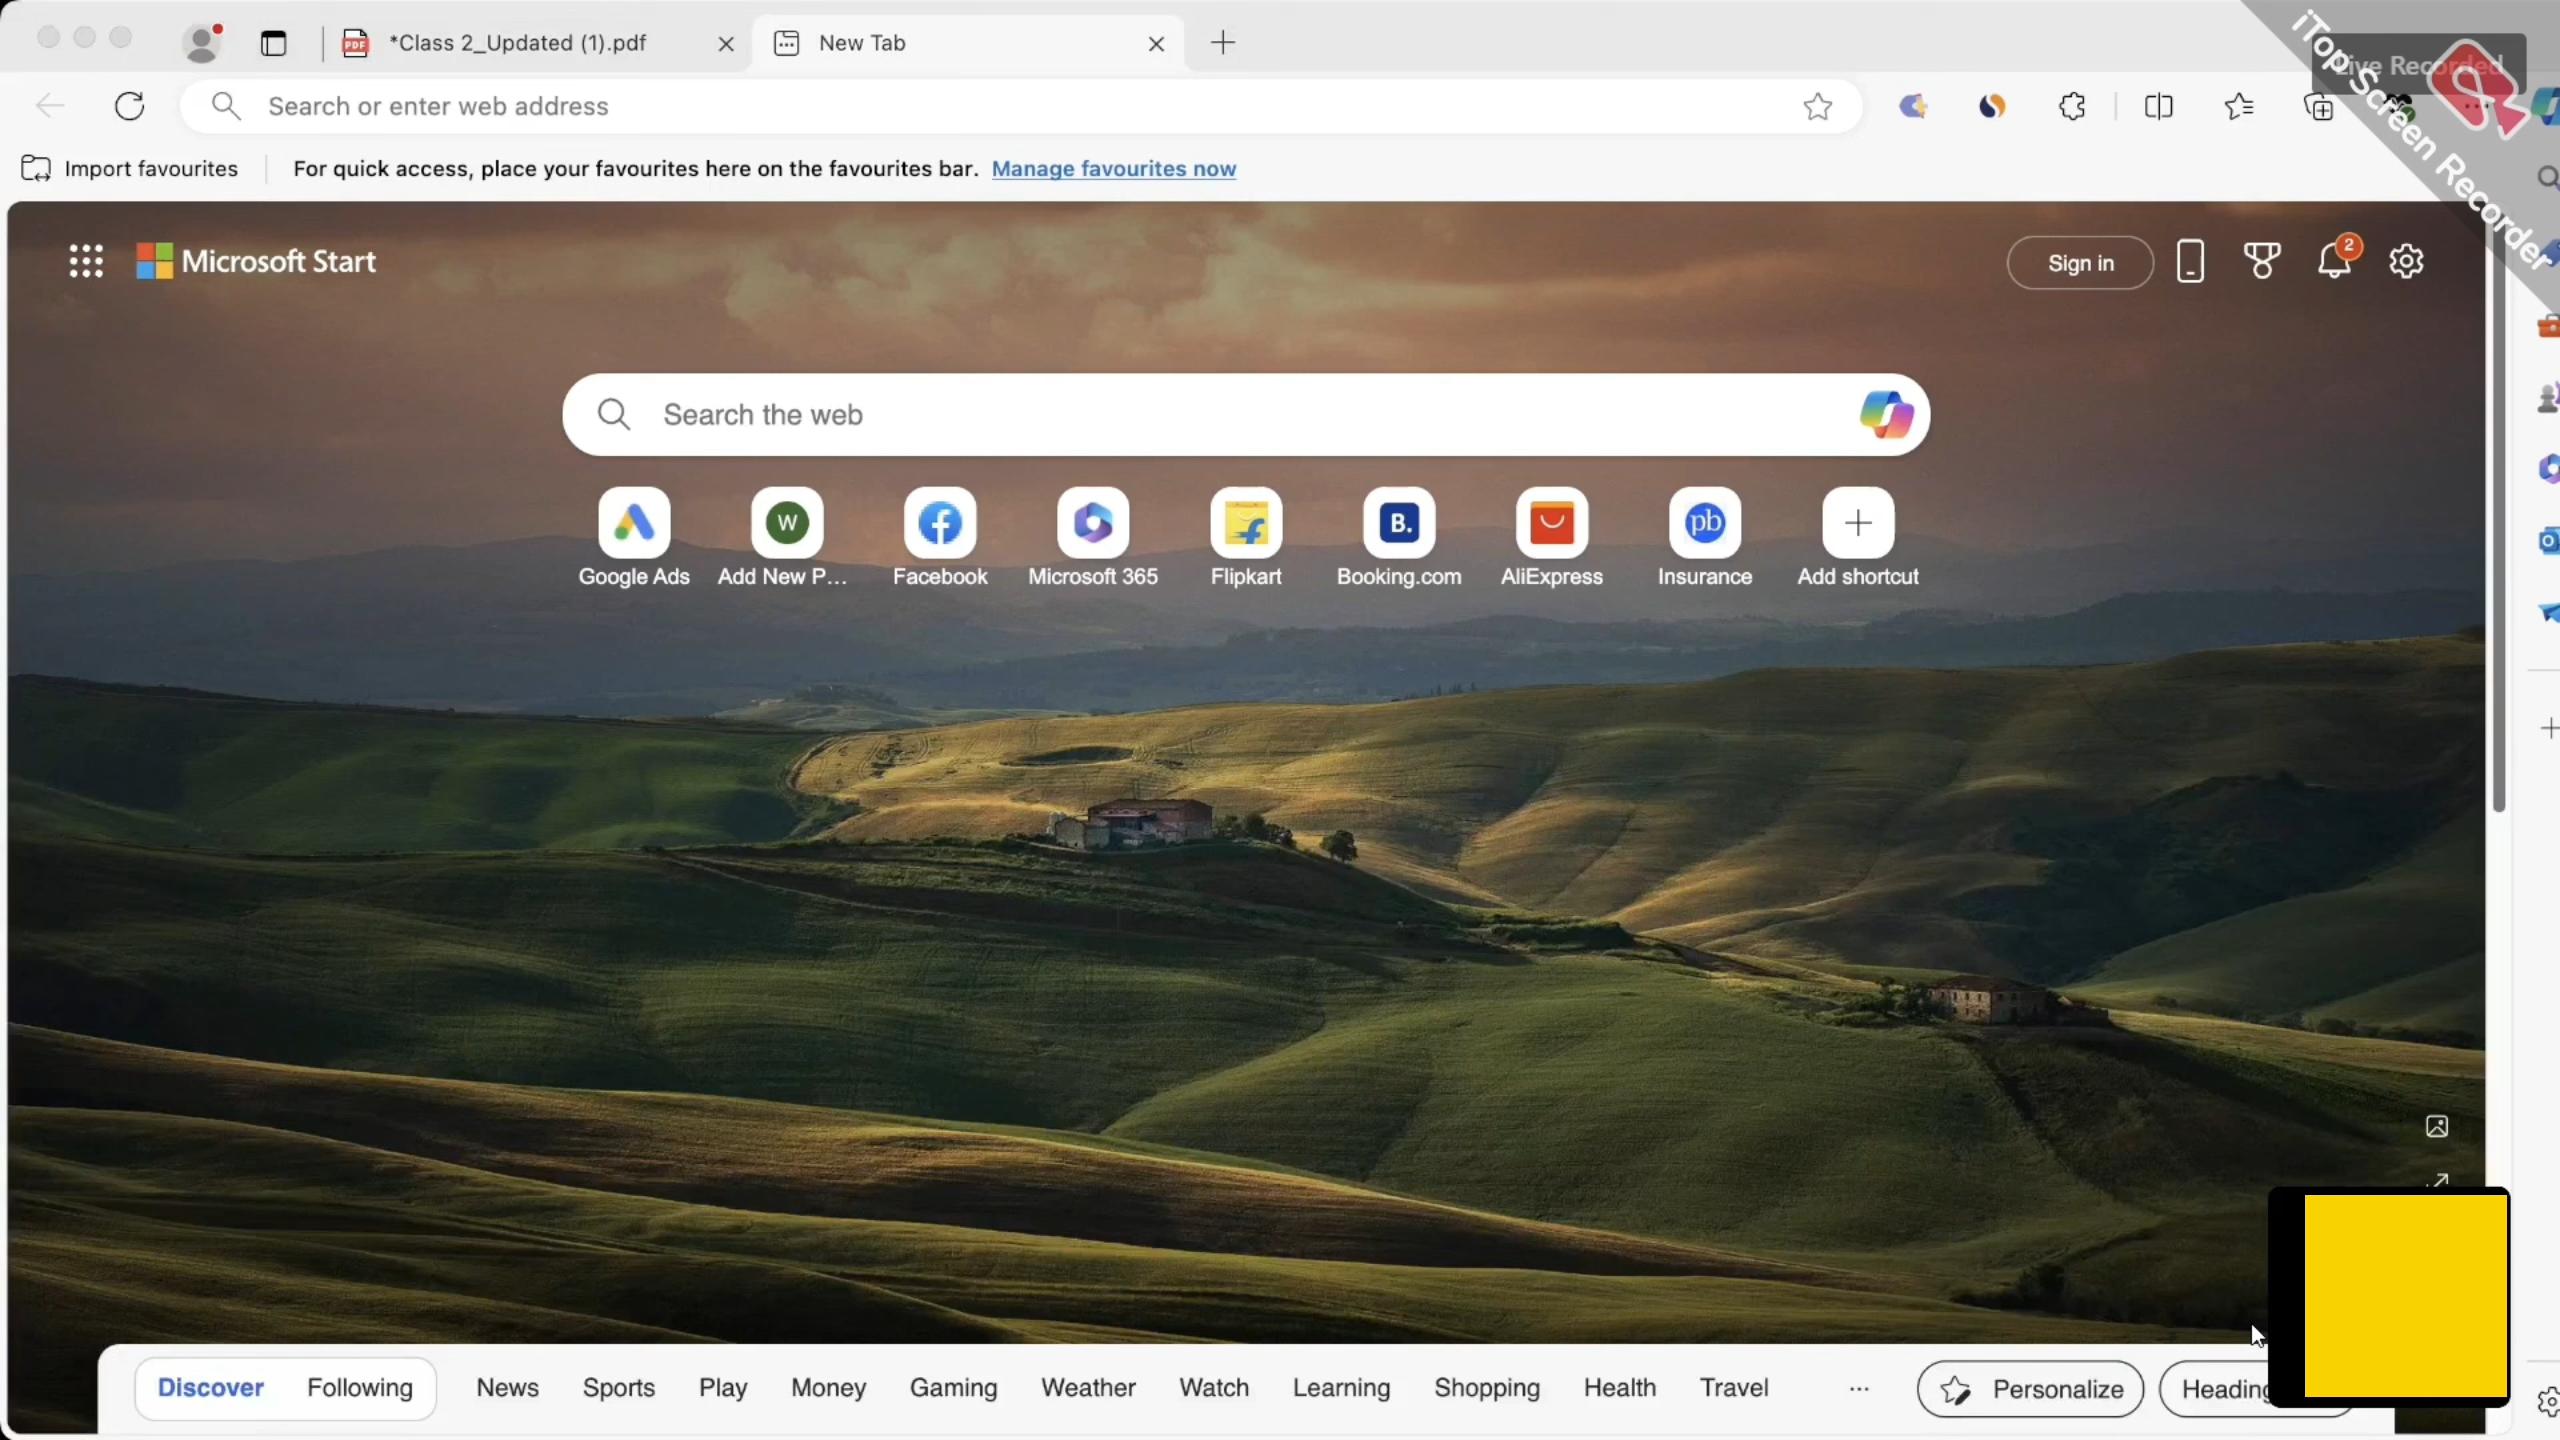 *Class 2_Updated (1).pdf
New Tab
Live Recorded
iTop Screen Recorder
Search or enter web address
Import favourites
For quick access, place your favourites here on the favourites bar. Manage favourites now
Microsoft Start
Sign in
2
Search the web
W
B.
pb
Google Ads
Add New P...
Facebook
Microsoft 365
Flipkart
Booking.com
AliExpress
Insurance
Add shortcut
Discover
Following
News
Sports
Play
Money
Gaming
Weather
Watch
Learning
Shopping
Health
Travel
...
Personalize
Heading